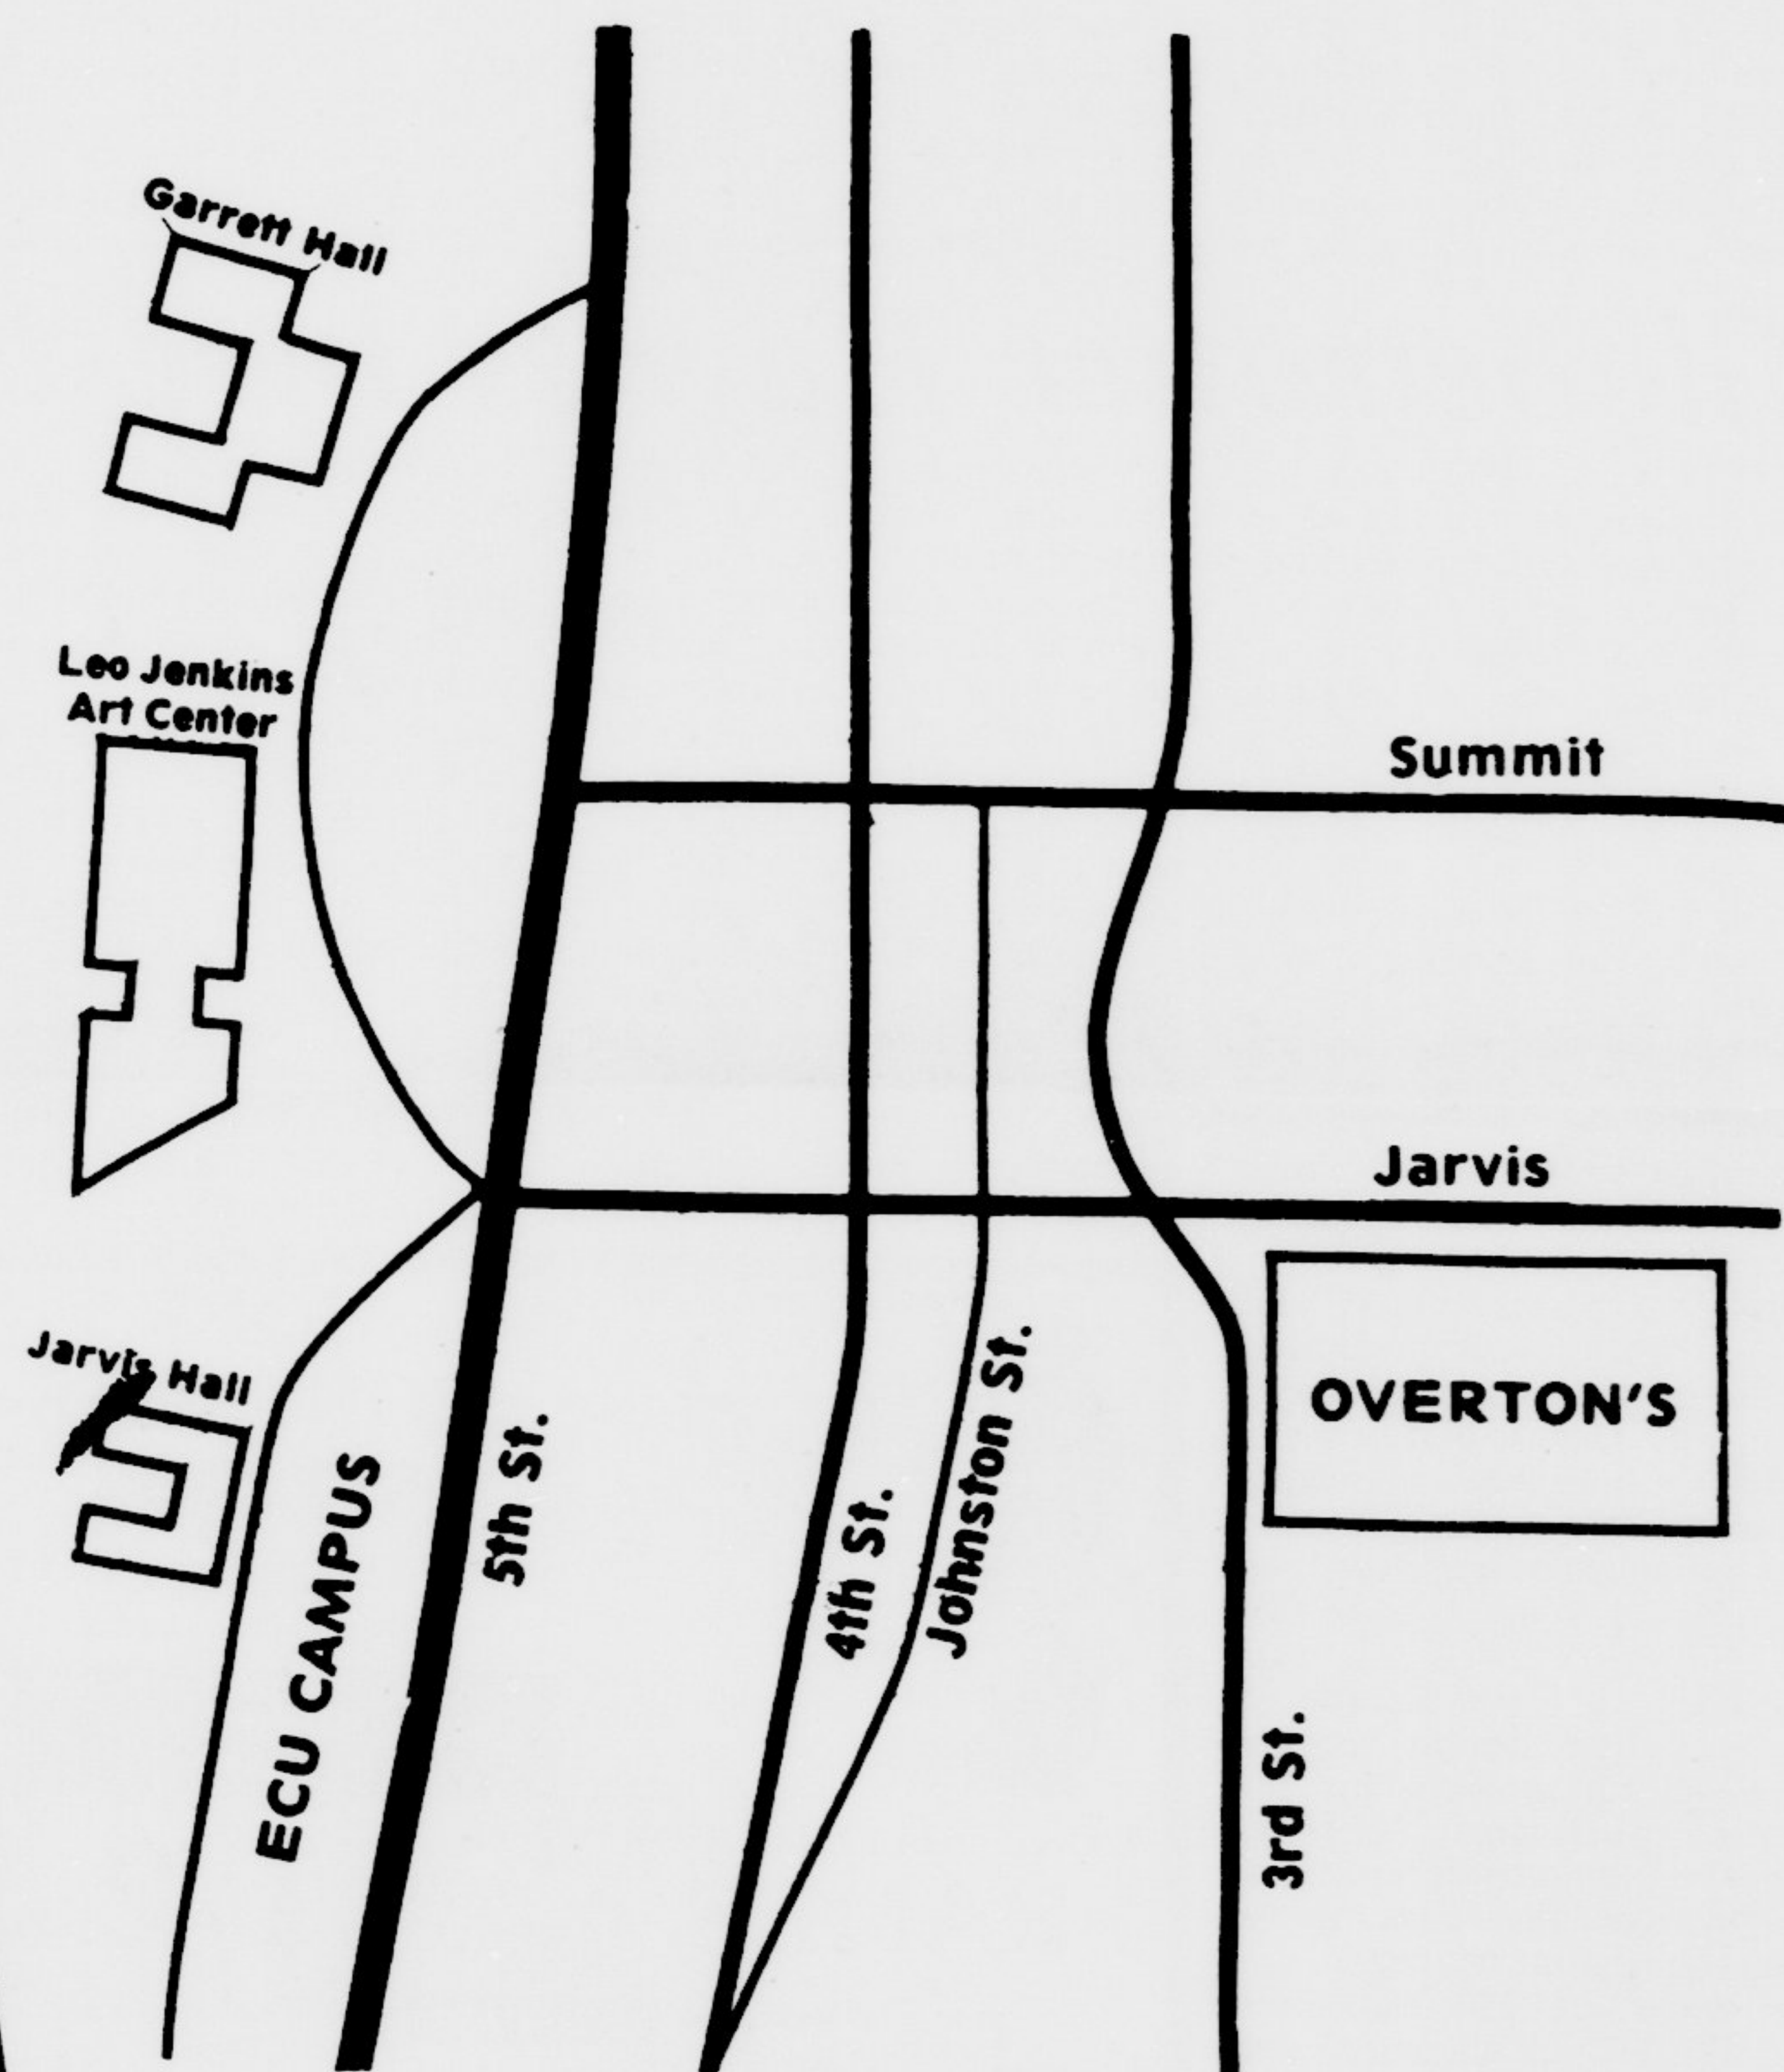 Garrett Hall
Leo Jenkins
Art Center
Summit
Jarvis
Jarvis Hall
OVERTON'S
ECU CAMPUS
5th St.
4th St.
Johnston St.
3rd St.